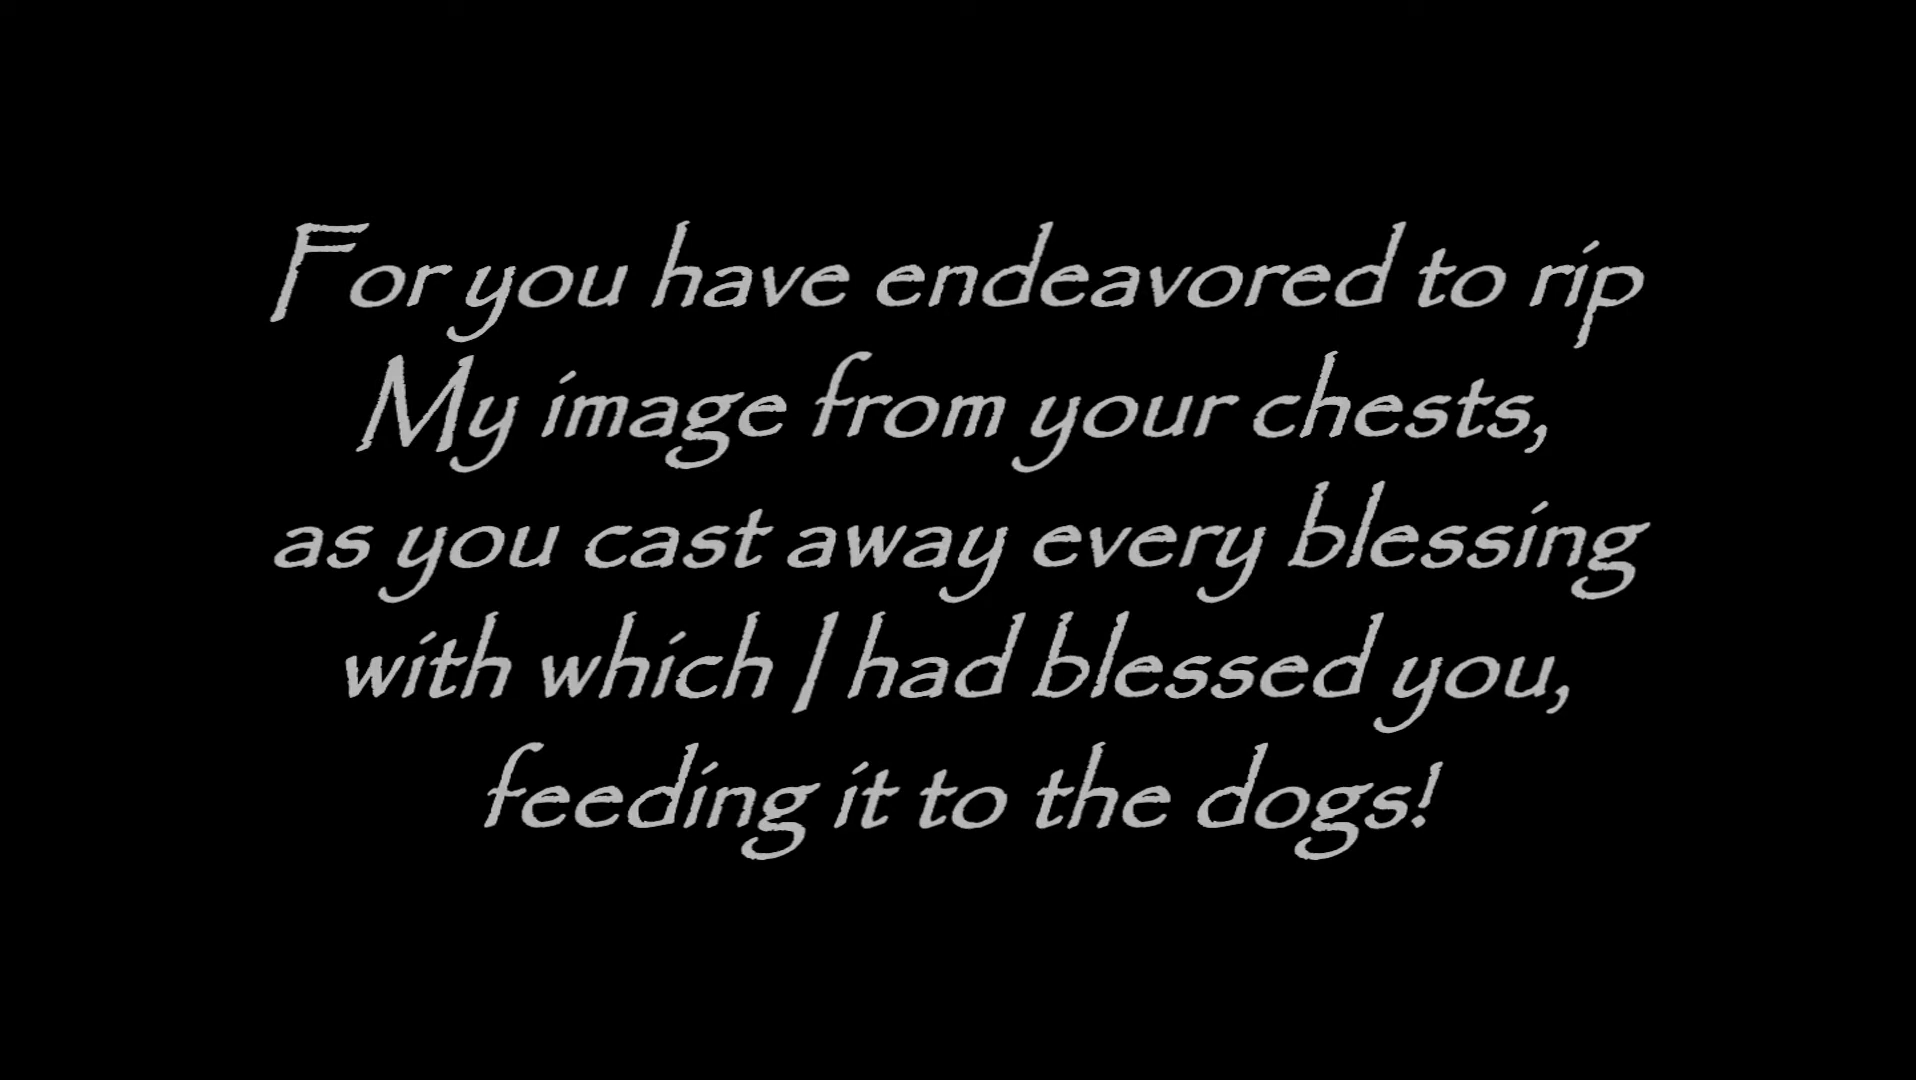 For you have endeavored to rip
My image from your chests,
as you cast away every blessing
with which I had blessed you,
feeding it to the dogs!